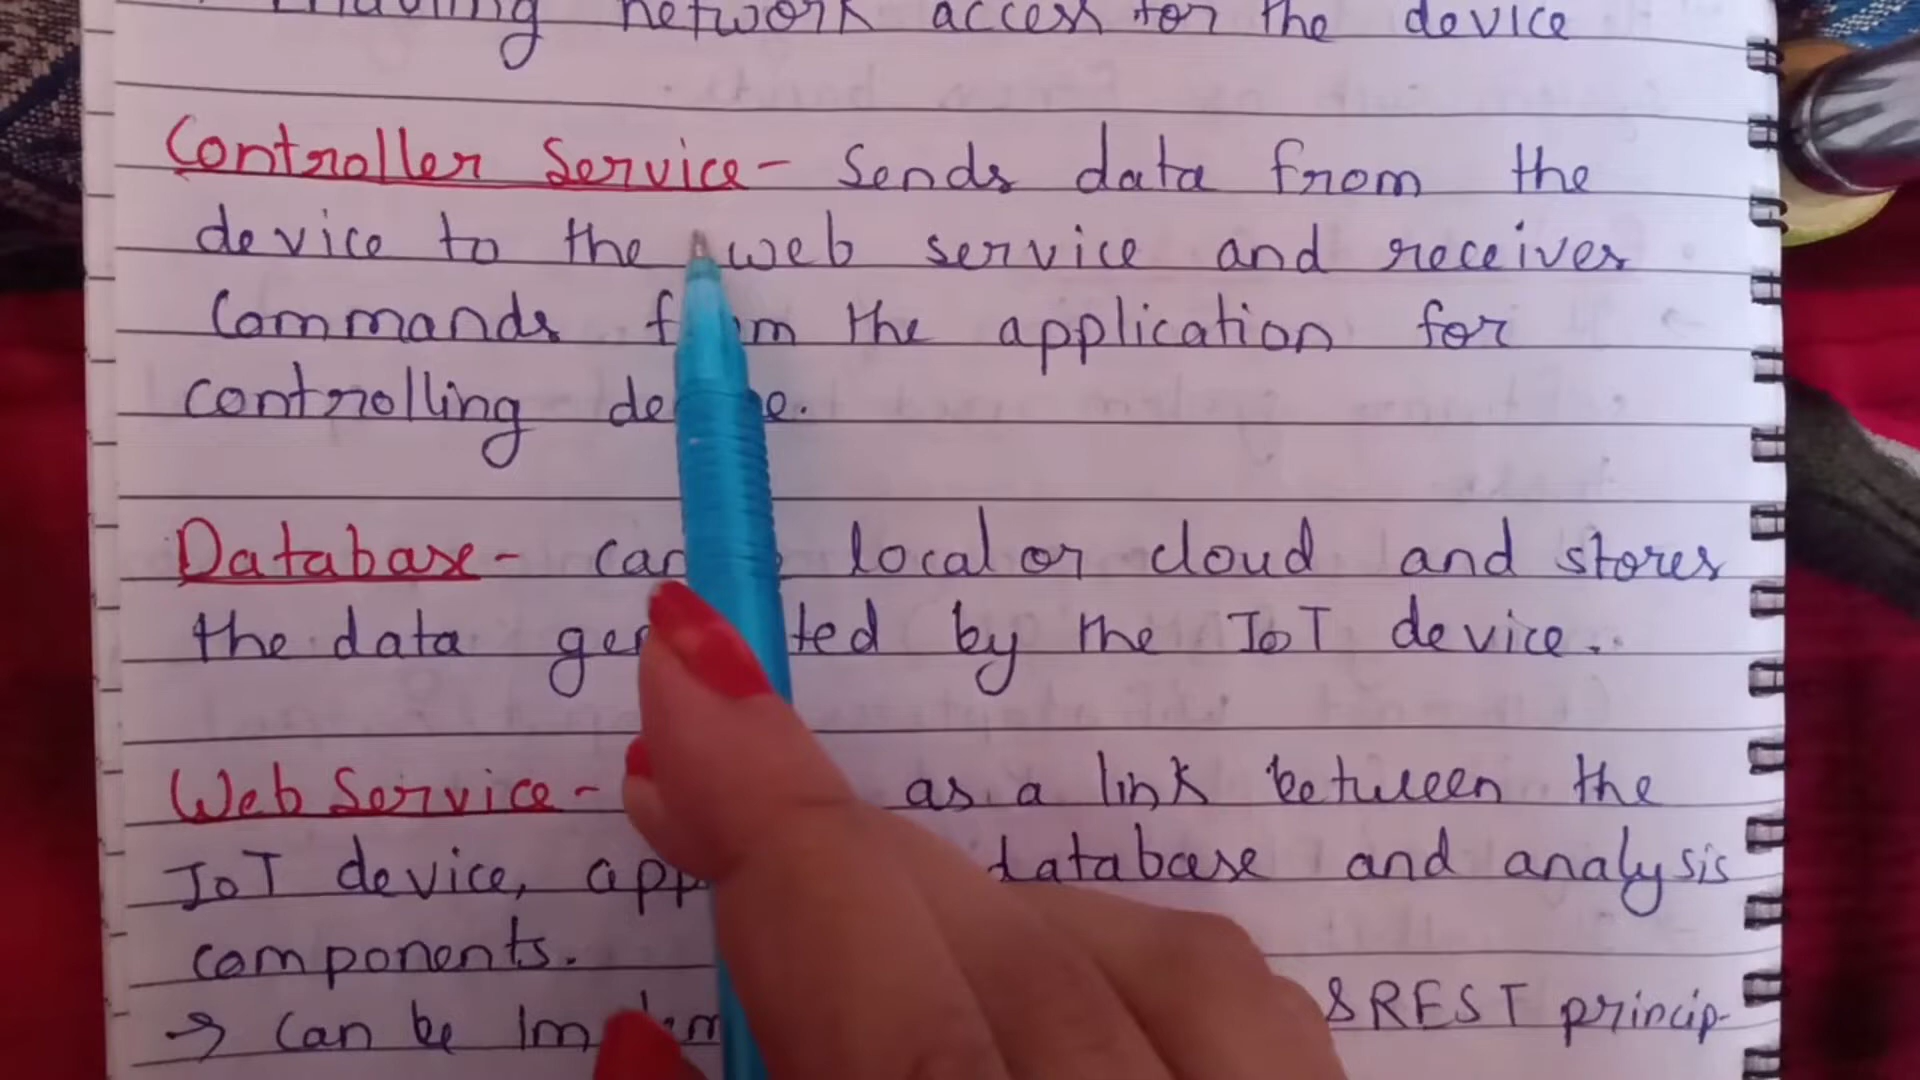 network access for the device
Controller Service - Sends data from the
device to the web service and receives
Commands the application for
controlling
Database - local or cloud and stores
the data by the IoT device.
Web Service - as a link between the
IoT device, database and analysis
components.
→ Can be & REST princip-